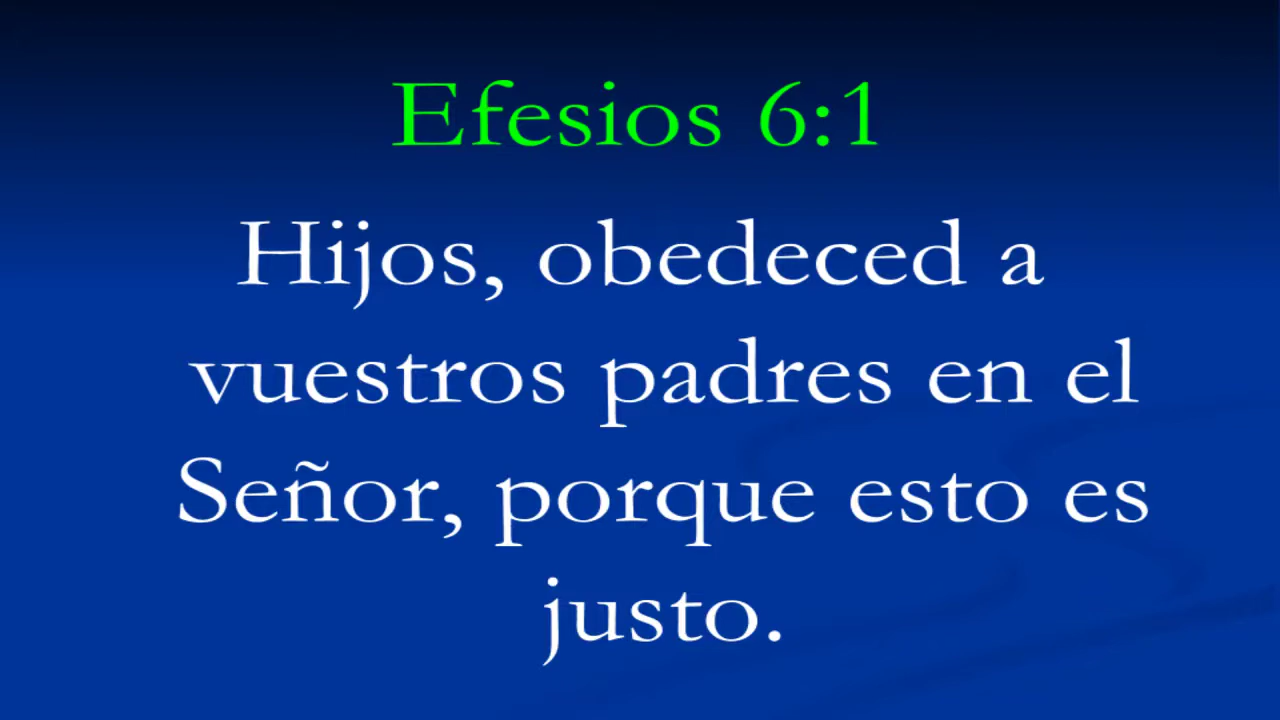 Efesios 6:1
Hijos, obedeced a
vuestros padres en el
Señor, porque esto es
justo.